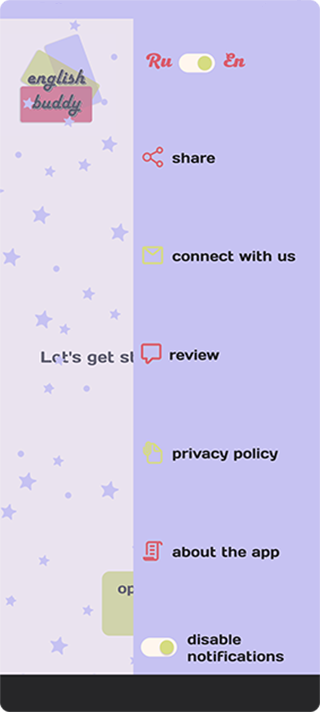 english
buddy
Ru En
share
connect with us
Let's get st
review
privacy policy
about the app
op
disable
notifications